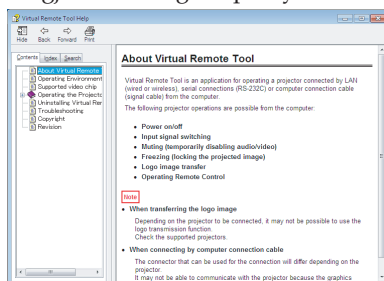 Virtual Remote Tool Help
Hide Back Forward Print
Contents Index Search
About Virtual Remote
Operating Environment
Supported video chip
Operating the Projecto
Uninstalling Virtual Rer
Troubleshooting
Copyright
Revision
About Virtual Remote Tool
Virtual Remote Tool is an application for operating a projector connected by LAN
(wired or wireless), serial connections (RS-232C) or computer connection cable
(signal cable) from the computer.
The following projector operations are possible from the computer:
• Power on/off
• Input signal switching
• Muting (temporarily disabling audio/video)
• Freezing (locking the projected image)
• Logo image transfer
• Operating Remote Control
Note
• When transferring the logo image
Depending on the projector to be connected, it may not be possible to use the
logo transmission function.
Check the supported projectors.
• When connecting by computer connection cable
The connector that can be used for the connection will differ depending on the
projector.
It may not be able to communicate with the projector because the graphics